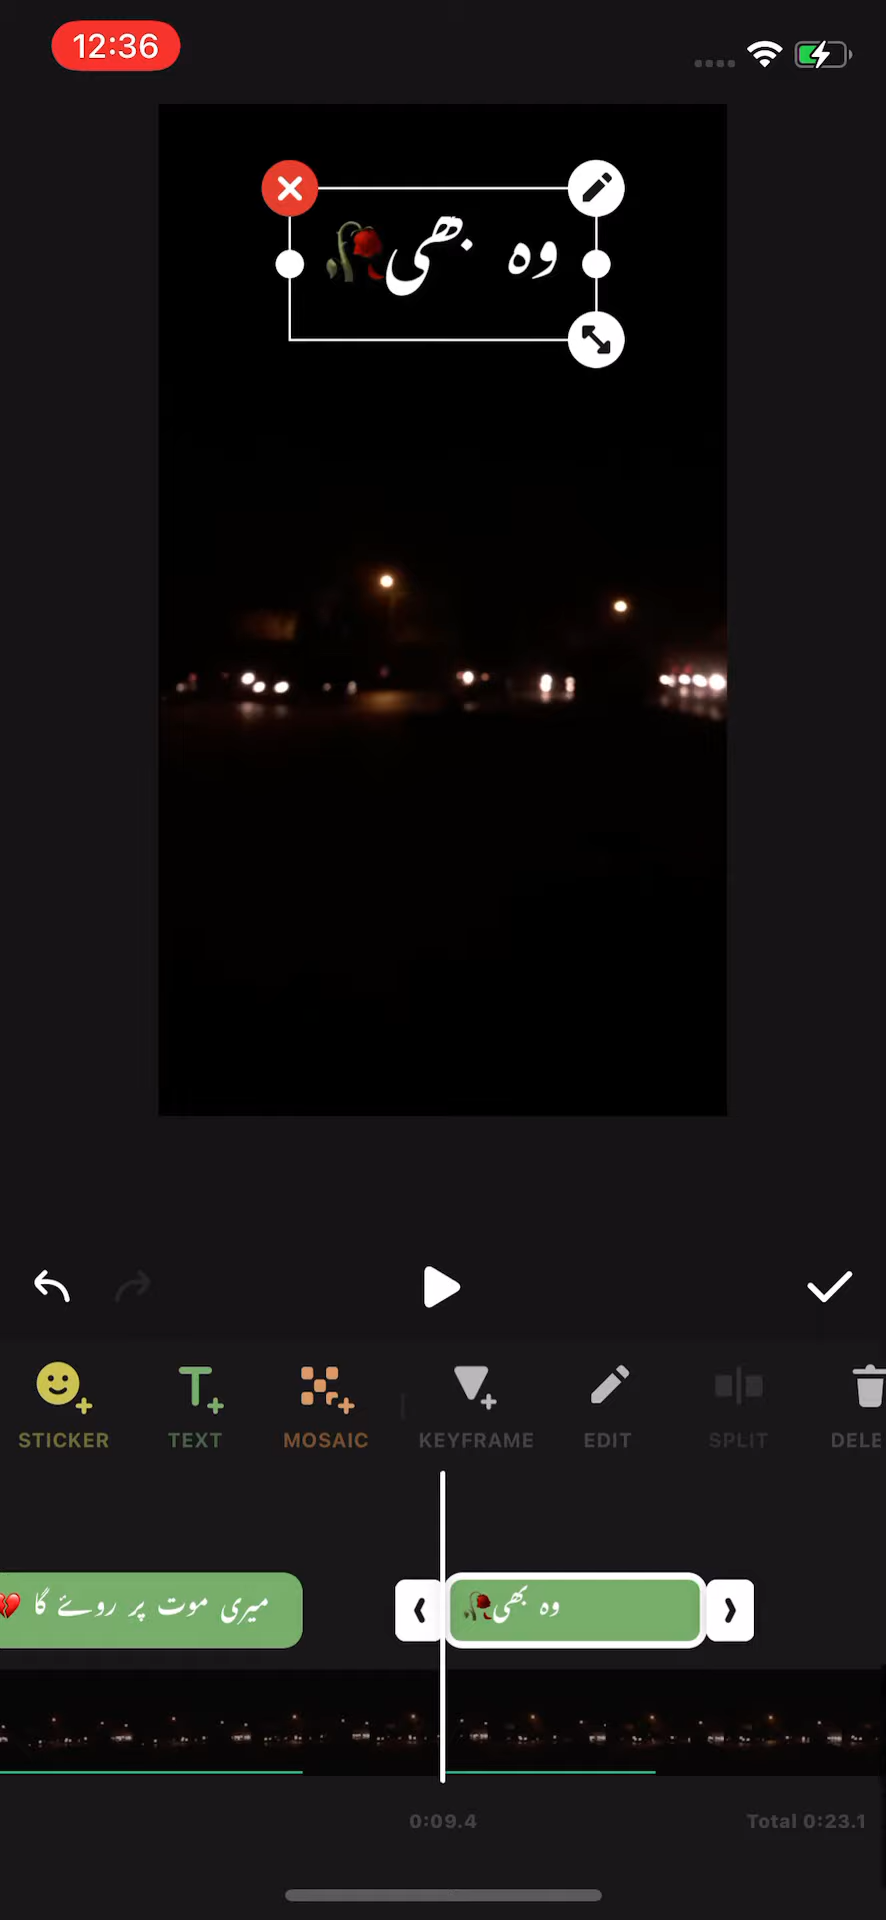 12:36
وہ بھی🥀
STICKER
TEXT
MOSAIC
KEYFRAME
EDIT
SPLIT
DELE
میری موت پر روئے گا 💔
وہ بھی🥀
0:09.4
Total 0:23.1